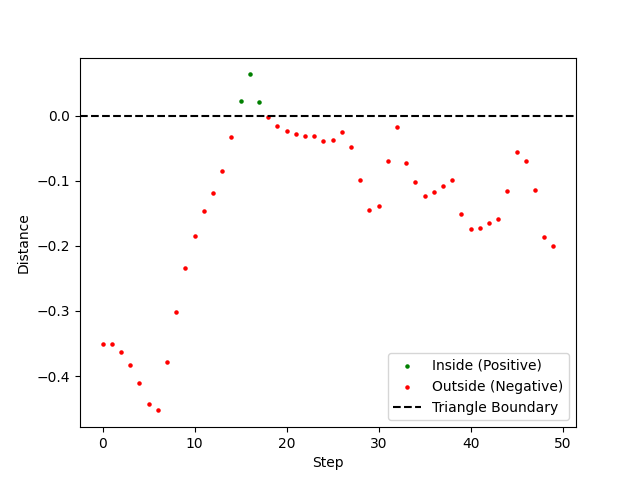 0.0
−0.1
−0.2
−0.3
−0.4
Distance
Inside (Positive)
Outside (Negative)
Triangle Boundary
0 10 20 30 40 50
Step